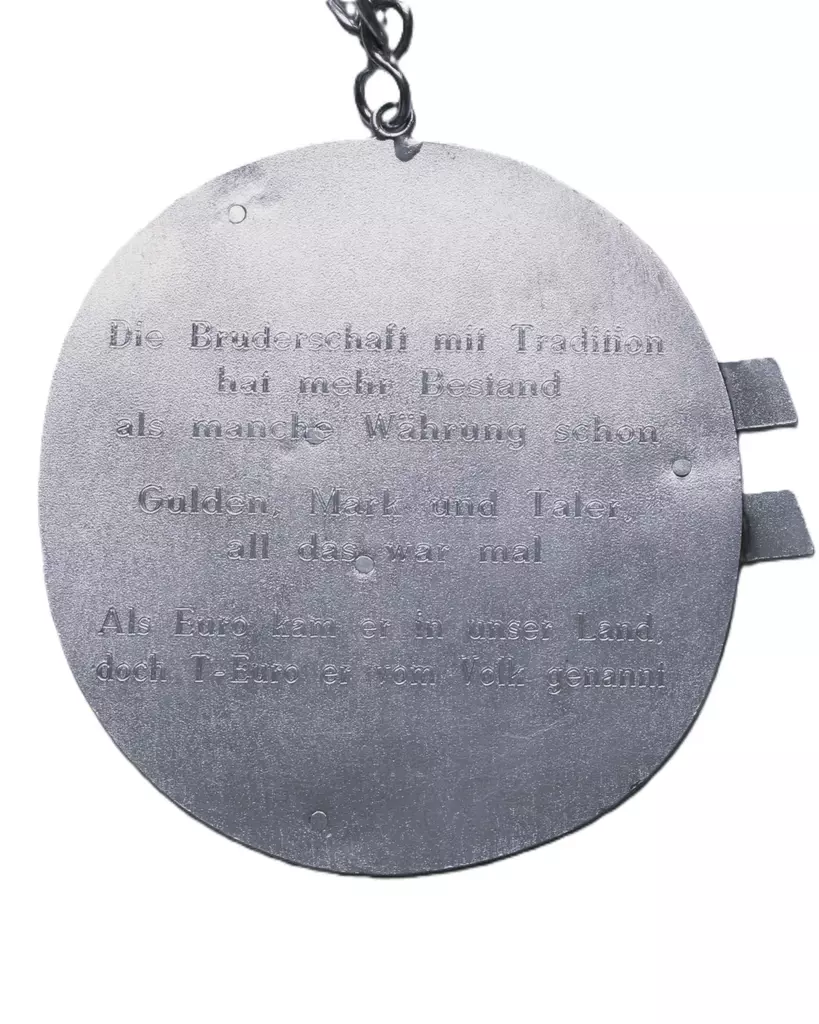 Die Bruderschaft mit Tradition
hat mehr Bestand
als manche Währung schon
Gulden, Mark und Taler,
all das war mal
Als Euro kam er in unser Land,
doch T-Euro er vom Volk genannt